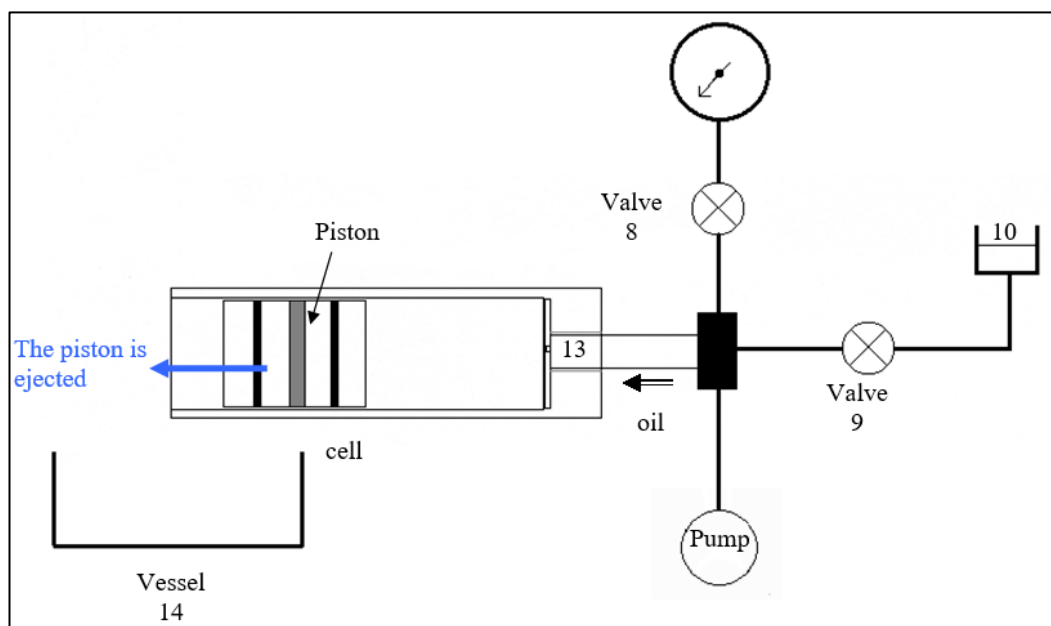 Valve
8
10
Piston
The piston is
ejected
13
Valve
9
oil
cell
Pump
Vessel
14